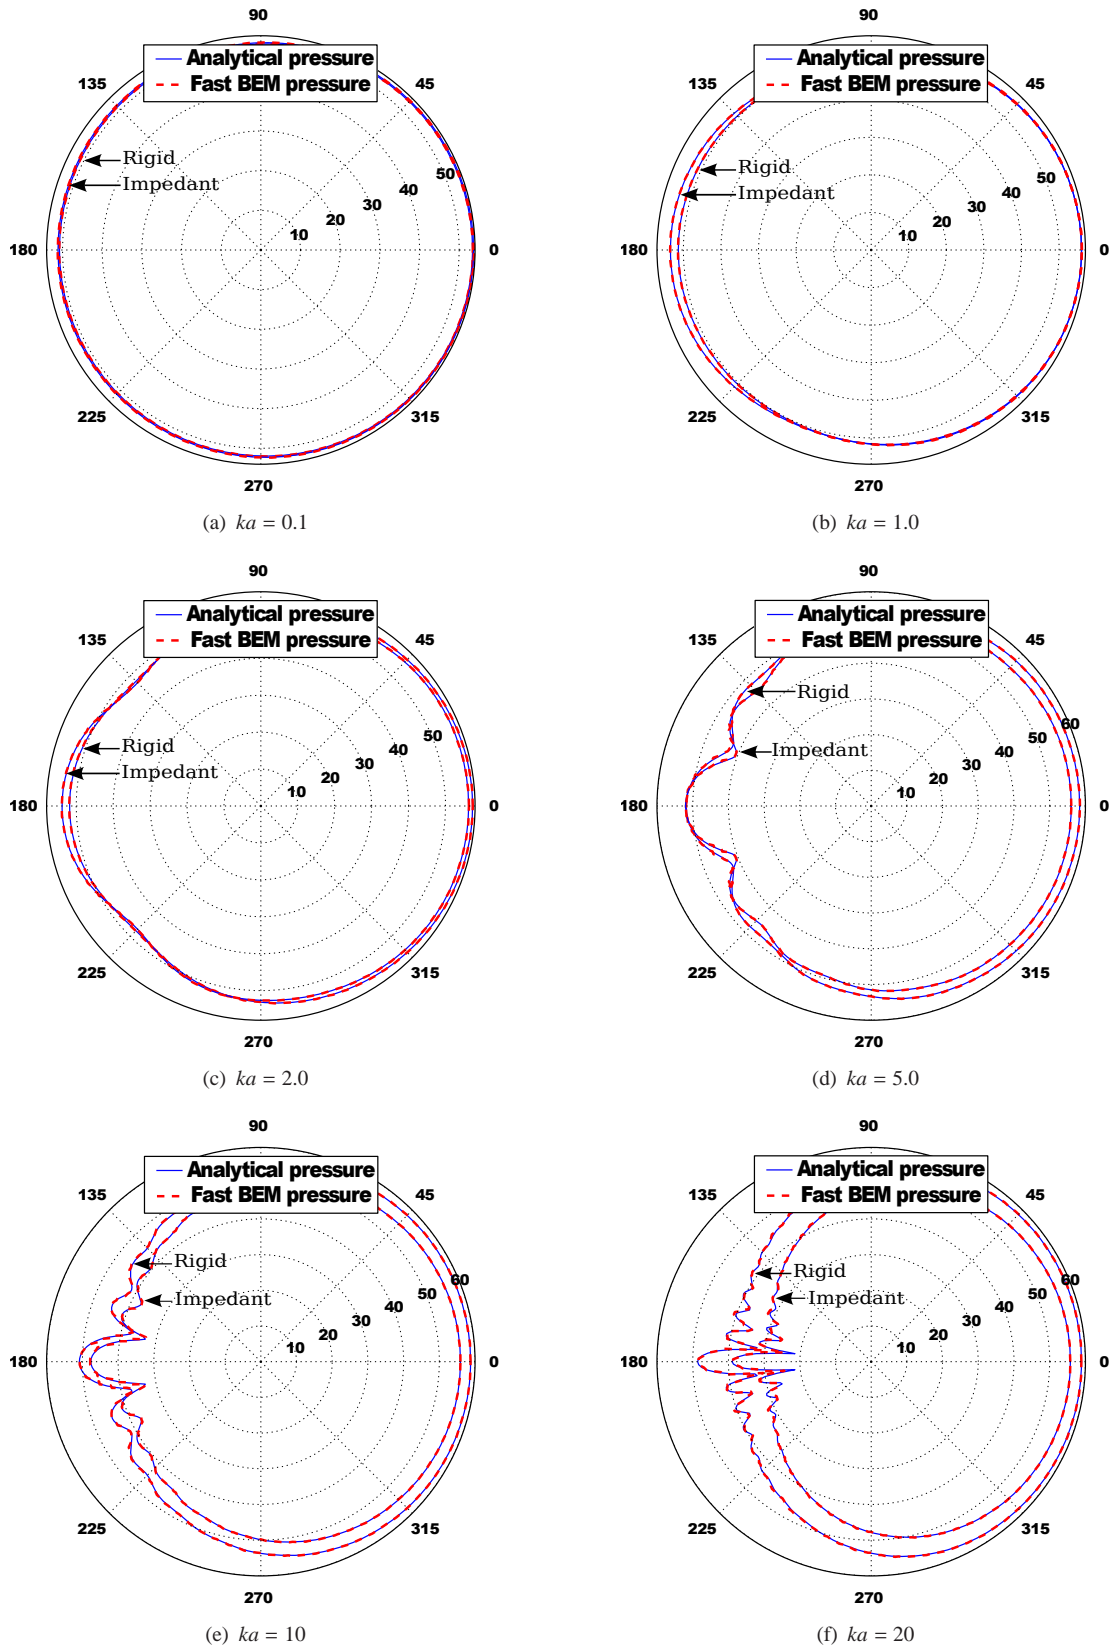 90
90
Analytical pressure
Fast BEM pressure
Analytical pressure
Fast BEM pressure
135
45
135
45
Rigid
Impedant
Rigid
Impedant
50
40
30
20
10
50
40
30
20
10
180
0
180
0
225
315
225
315
270
270
(a) ka = 0.1
(b) ka = 1.0
90
90
Analytical pressure
Fast BEM pressure
Analytical pressure
Fast BEM pressure
135
45
135
45
Rigid
Impedant
Rigid
Impedant
50
40
30
20
10
60
50
40
30
20
10
180
0
180
0
225
315
225
315
270
270
(c) ka = 2.0
(d) ka = 5.0
90
90
Analytical pressure
Fast BEM pressure
Analytical pressure
Fast BEM pressure
135
45
135
45
Rigid
Impedant
Rigid
Impedant
60
50
40
30
20
10
60
50
40
30
20
10
180
0
180
0
225
315
225
315
270
270
(e) ka = 10
(f) ka = 20